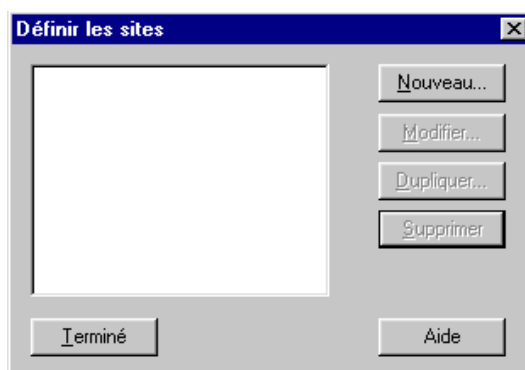 Définir les sites
Nouveau...
Modifier...
Dupliquer...
Supprimer
Terminé
Aide